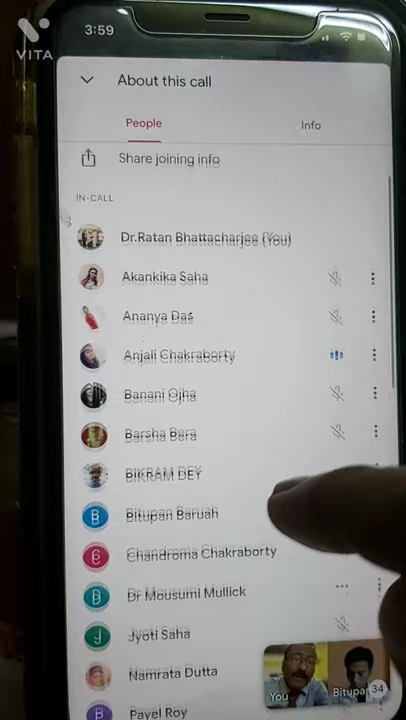 3:59
VITA
About this call
People
Info
Share joining info
IN-CALL
Dr.Ratan Bhattacharjee (You)
Akankika Saha
Ananya Das
Anjali Chakraborty
Banani Ojha
Barsha Bera
BIKRAM DEY
B Bitupan Baruah
C Chandroma Chakraborty
D Dr Mousumi Mullick
J Jyoti Saha
Namrata Dutta
P Payel Roy
You
Bitupa
34